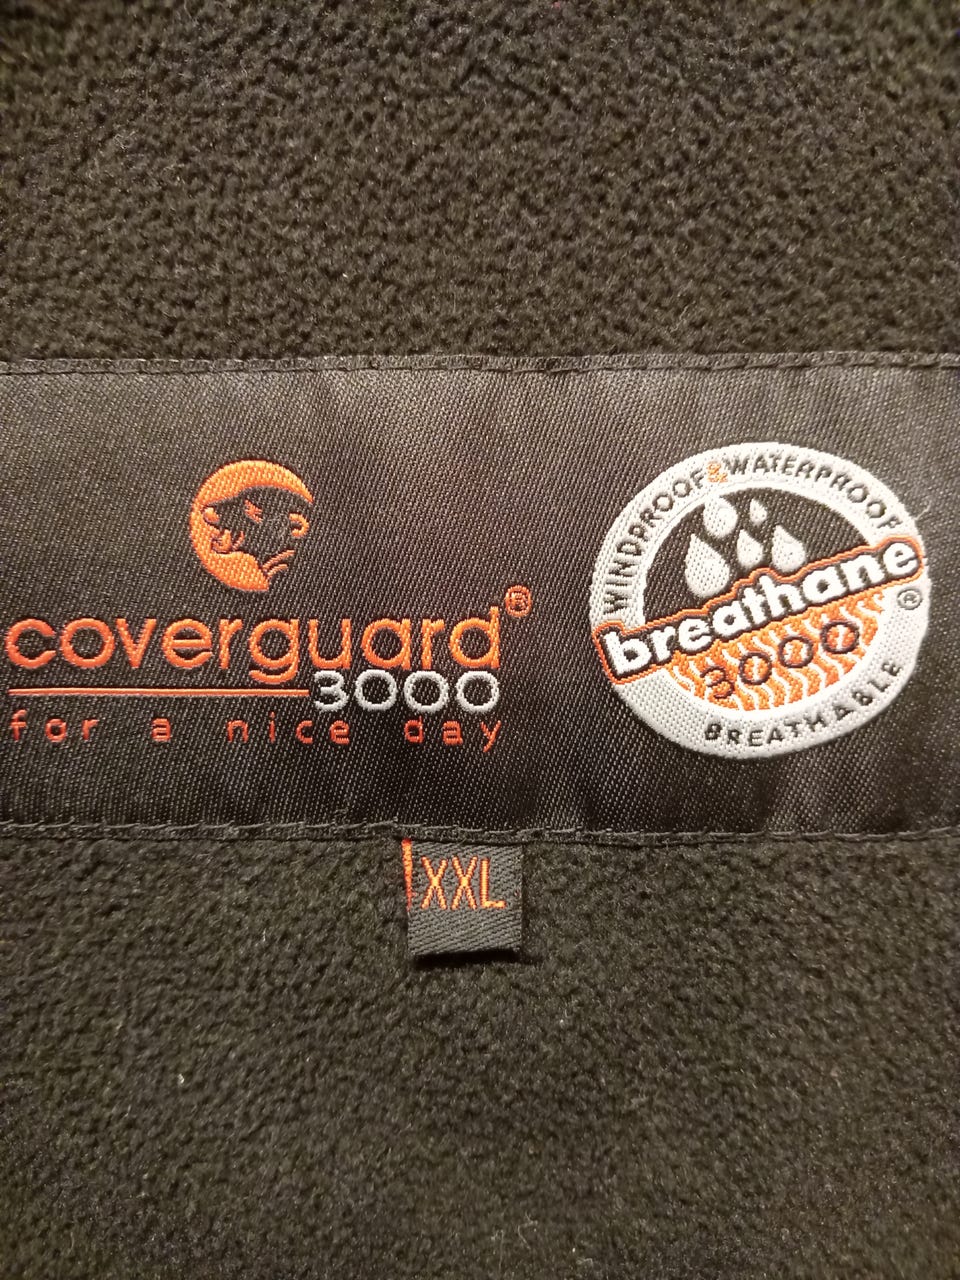 coverguard®
3000
for a nice day
WINDPROOF & WATERPROOF
breathane®
3000
BREATHABLE
XXL